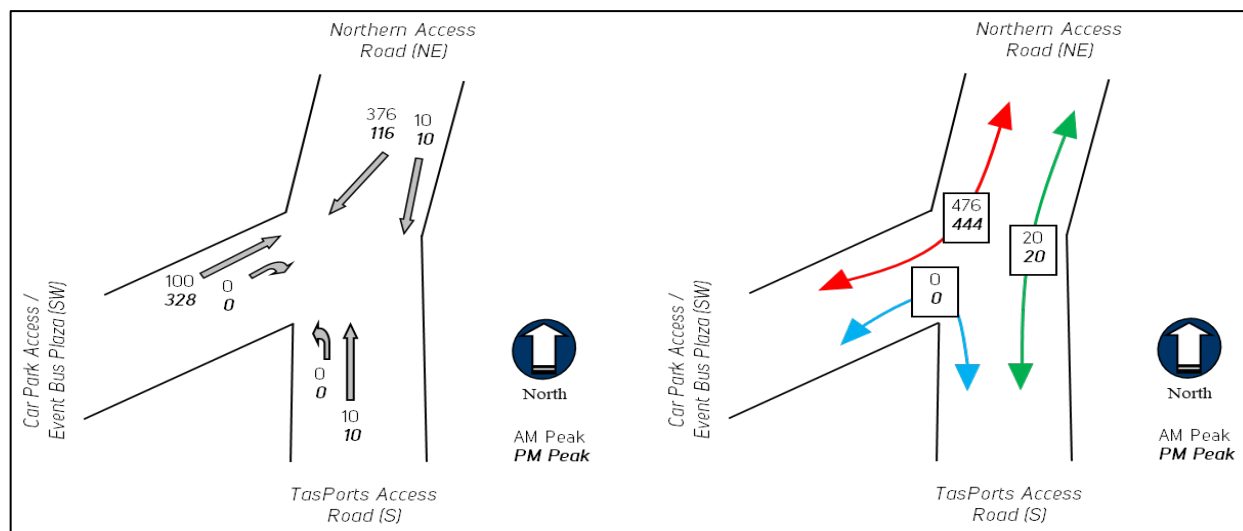 Northern Access
Road (NE)
376
116
10
10
100
328
0
0
Car Park Access /
Event Bus Plaza (SW)
0
0
10
10
North
AM Peak
PM Peak
TasPorts Access
Road (S)
Northern Access
Road (NE)
476
444
20
20
0
0
Car Park Access /
Event Bus Plaza (SW)
North
AM Peak
PM Peak
TasPorts Access
Road (S)